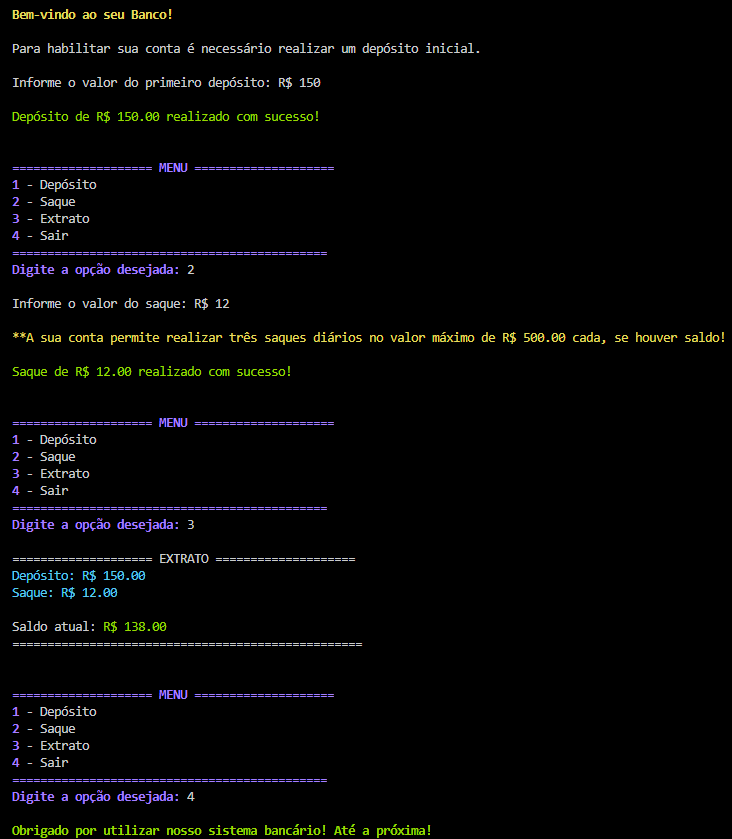 Bem-vindo ao seu Banco!
Para habilitar sua conta é necessário realizar um depósito inicial.
Informe o valor do primeiro depósito: R$ 150
Depósito de R$ 150.00 realizado com sucesso!
==================== MENU ====================
1 - Depósito
2 - Saque
3 - Extrato
4 - Sair
=============================================
Digite a opção desejada: 2
Informe o valor do saque: R$ 12
**A sua conta permite realizar três saques diários no valor máximo de R$ 500.00 cada, se houver saldo!
Saque de R$ 12.00 realizado com sucesso!
==================== MENU ====================
1 - Depósito
2 - Saque
3 - Extrato
4 - Sair
=============================================
Digite a opção desejada: 3
==================== EXTRATO ====================
Depósito: R$ 150.00
Saque: R$ 12.00
Saldo atual: R$ 138.00
==================================================
==================== MENU ====================
1 - Depósito
2 - Saque
3 - Extrato
4 - Sair
=============================================
Digite a opção desejada: 4
Obrigado por utilizar nosso sistema bancário! Até a próxima!